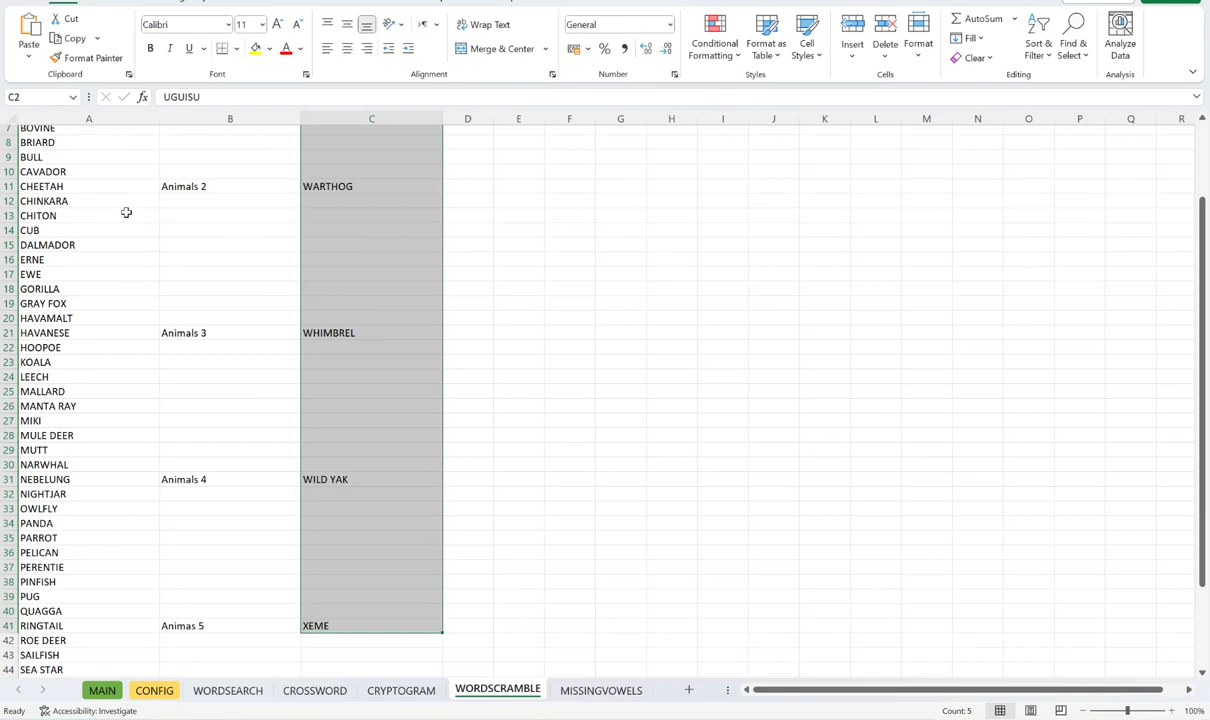 Cut
Copy
Format Painter
Paste
Clipboard
Calibri 11
B I U
Font
Wrap Text
Merge & Center
Alignment
General
Number
Conditional Formatting
Format as Table
Cell Styles
Styles
Insert
Delete
Format
Cells
AutoSum
Fill
Clear
Sort & Filter
Find & Select
Editing
Analyze Data
Analysis
C2 fx UGUISU
A B C D E F G H I J K L M N O P Q R
7 BOVINE
8 BRIARD
9 BULL
10 CAVADOR
11 CHEETAH Animals 2 WARTHOG
12 CHINKARA
13 CHITON
14 CUB
15 DALMADOR
16 ERNE
17 EWE
18 GORILLA
19 GRAY FOX
20 HAVAMALT
21 HAVANESE Animals 3 WHIMBREL
22 HOOPOE
23 KOALA
24 LEECH
25 MALLARD
26 MANTA RAY
27 MIKI
28 MULE DEER
29 MUTT
30 NARWHAL
31 NEBELUNG Animals 4 WILD YAK
32 NIGHTJAR
33 OWLFLY
34 PANDA
35 PARROT
36 PELICAN
37 PERENTIE
38 PINFISH
39 PUG
40 QUAGGA
41 RINGTAIL Animas 5 XEME
42 ROE DEER
43 SAILFISH
44 SEA STAR
MAIN CONFIG WORDSEARCH CROSSWORD CRYPTOGRAM WORDSCRAMBLE MISSINGVOWELS
Ready Accessibility: Investigate Count: 5 100%